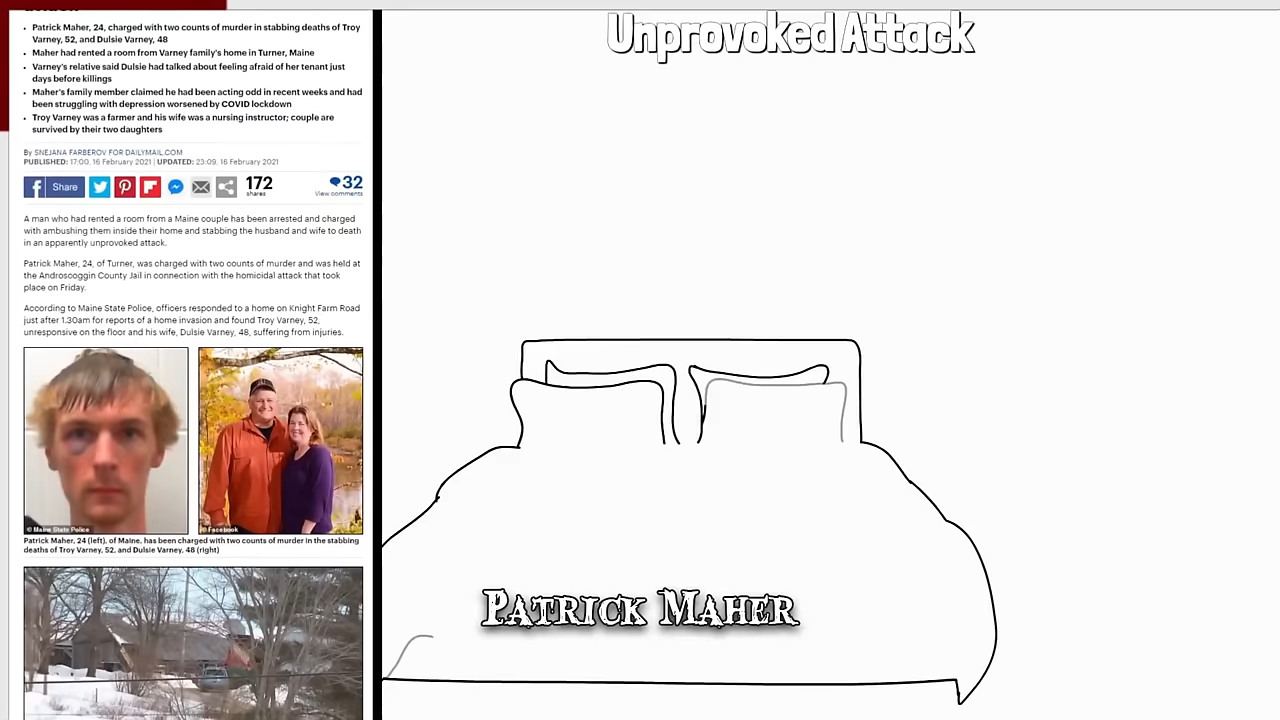 Patrick Maher, 24, charged with two counts of murder in stabbing deaths of Troy
Varney, 52, and Dulsie Varney, 48
Maher had rented a room from Varney family's home in Turner, Maine
Varney's relative said Dulsie had talked about feeling afraid of her tenant just
days before killings
Maher's family member claimed he had been acting odd in recent weeks and had
been struggling with depression worsened by COVID lockdown
Troy Varney was a farmer and his wife was a nursing instructor; couple are
survived by their two daughters
By SNEJANA FARBEROV FOR DAILYMAIL.COM
PUBLISHED: 17:00, 16 February 2021 | UPDATED: 23:09, 16 February 2021
f Share
172
shares
32
View comments
A man who had rented a room from a Maine couple has been arrested and charged
with ambushing them inside their home and stabbing the husband and wife to death
in an apparently unprovoked attack.
Patrick Maher, 24, of Turner, was charged with two counts of murder and was held at
the Androscoggin County Jail in connection with the homicidal attack that took
place on Friday.
According to Maine State Police, officers responded to a home on Knight Farm Road
just after 1.30am for reports of a home invasion and found Troy Varney, 52,
unresponsive on the floor and his wife, Dulsie Varney, 48, suffering from injuries.
© Maine State Police
© Facebook
Patrick Maher, 24 (left), of Maine, has been charged with two counts of murder in the stabbing
deaths of Troy Varney, 52, and Dulsie Varney, 48 (right)
Unprovoked Attack
Patrick Maher